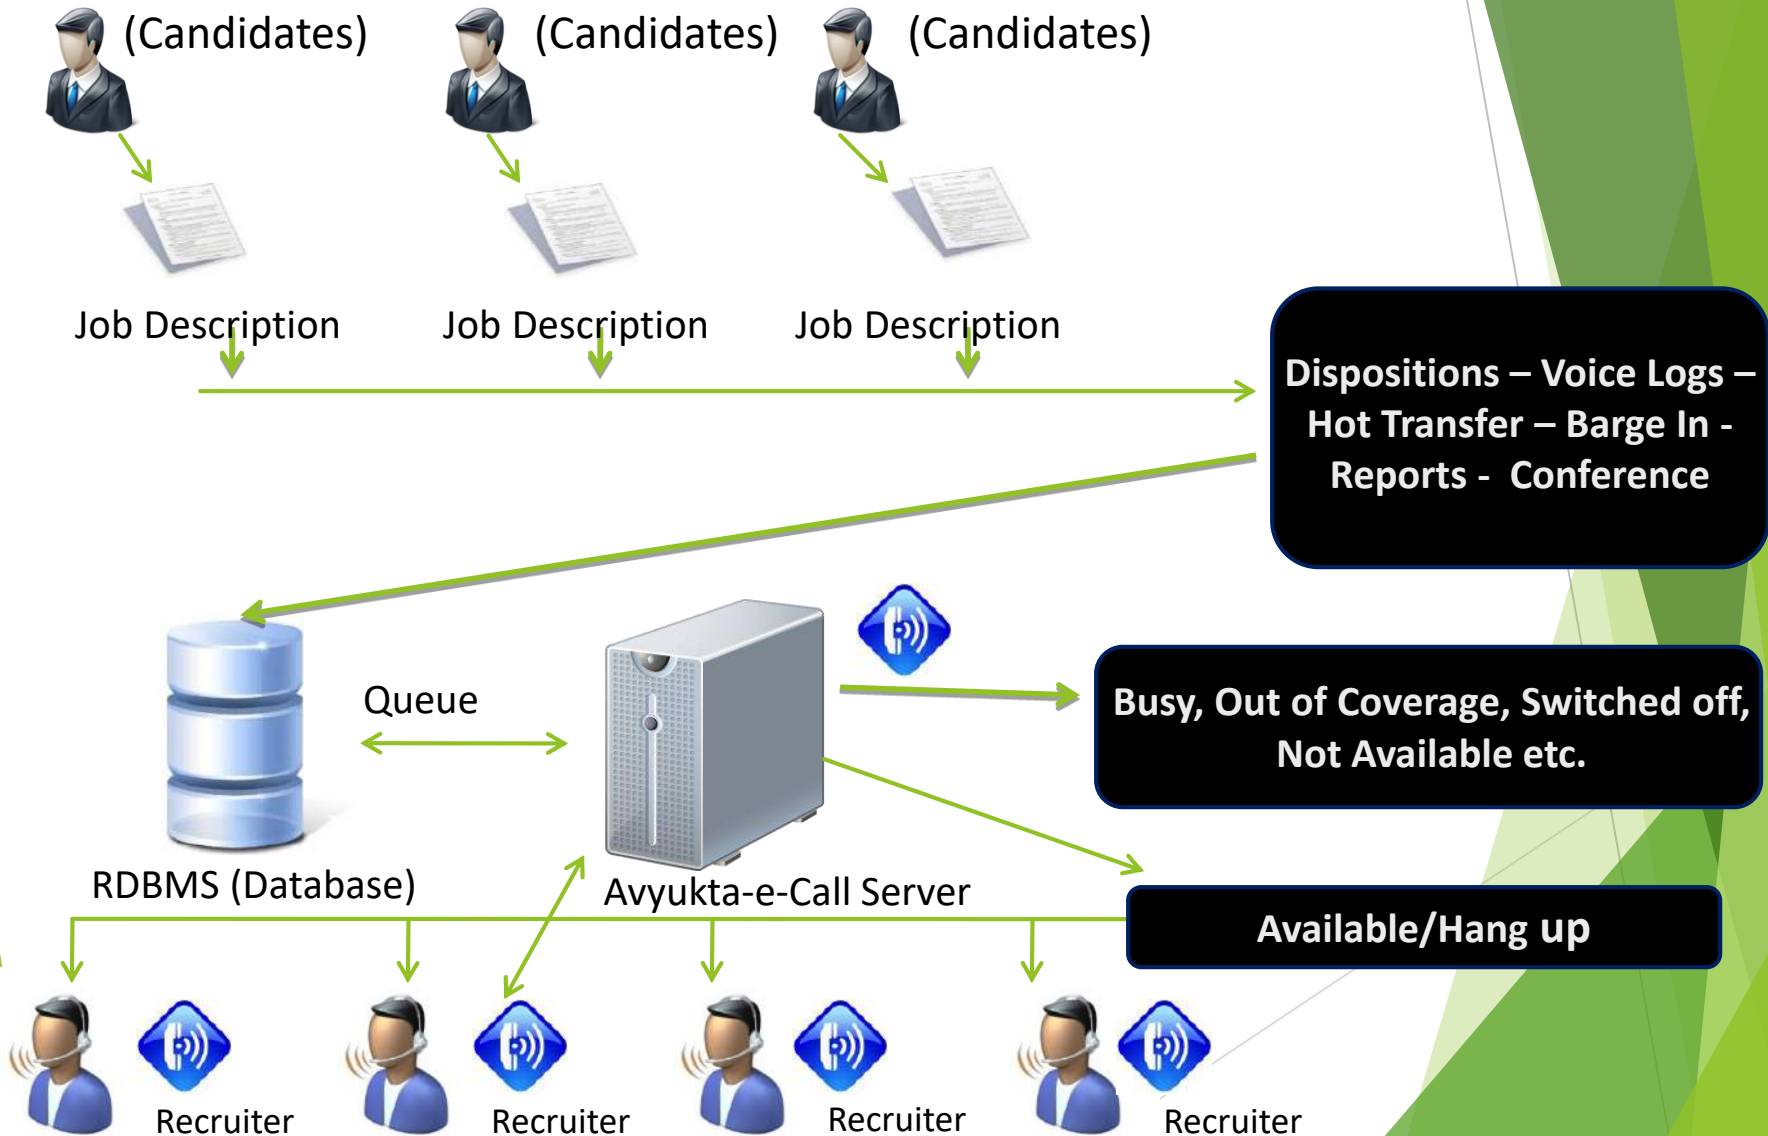 (Candidates)
(Candidates)
(Candidates)
Job Description
Job Description
Job Description
Dispositions – Voice Logs –
Hot Transfer – Barge In -
Reports - Conference
Queue
Busy, Out of Coverage, Switched off,
Not Available etc.
RDBMS (Database)
Avyukta-e-Call Server
Available/Hang up
Recruiter
Recruiter
Recruiter
Recruiter